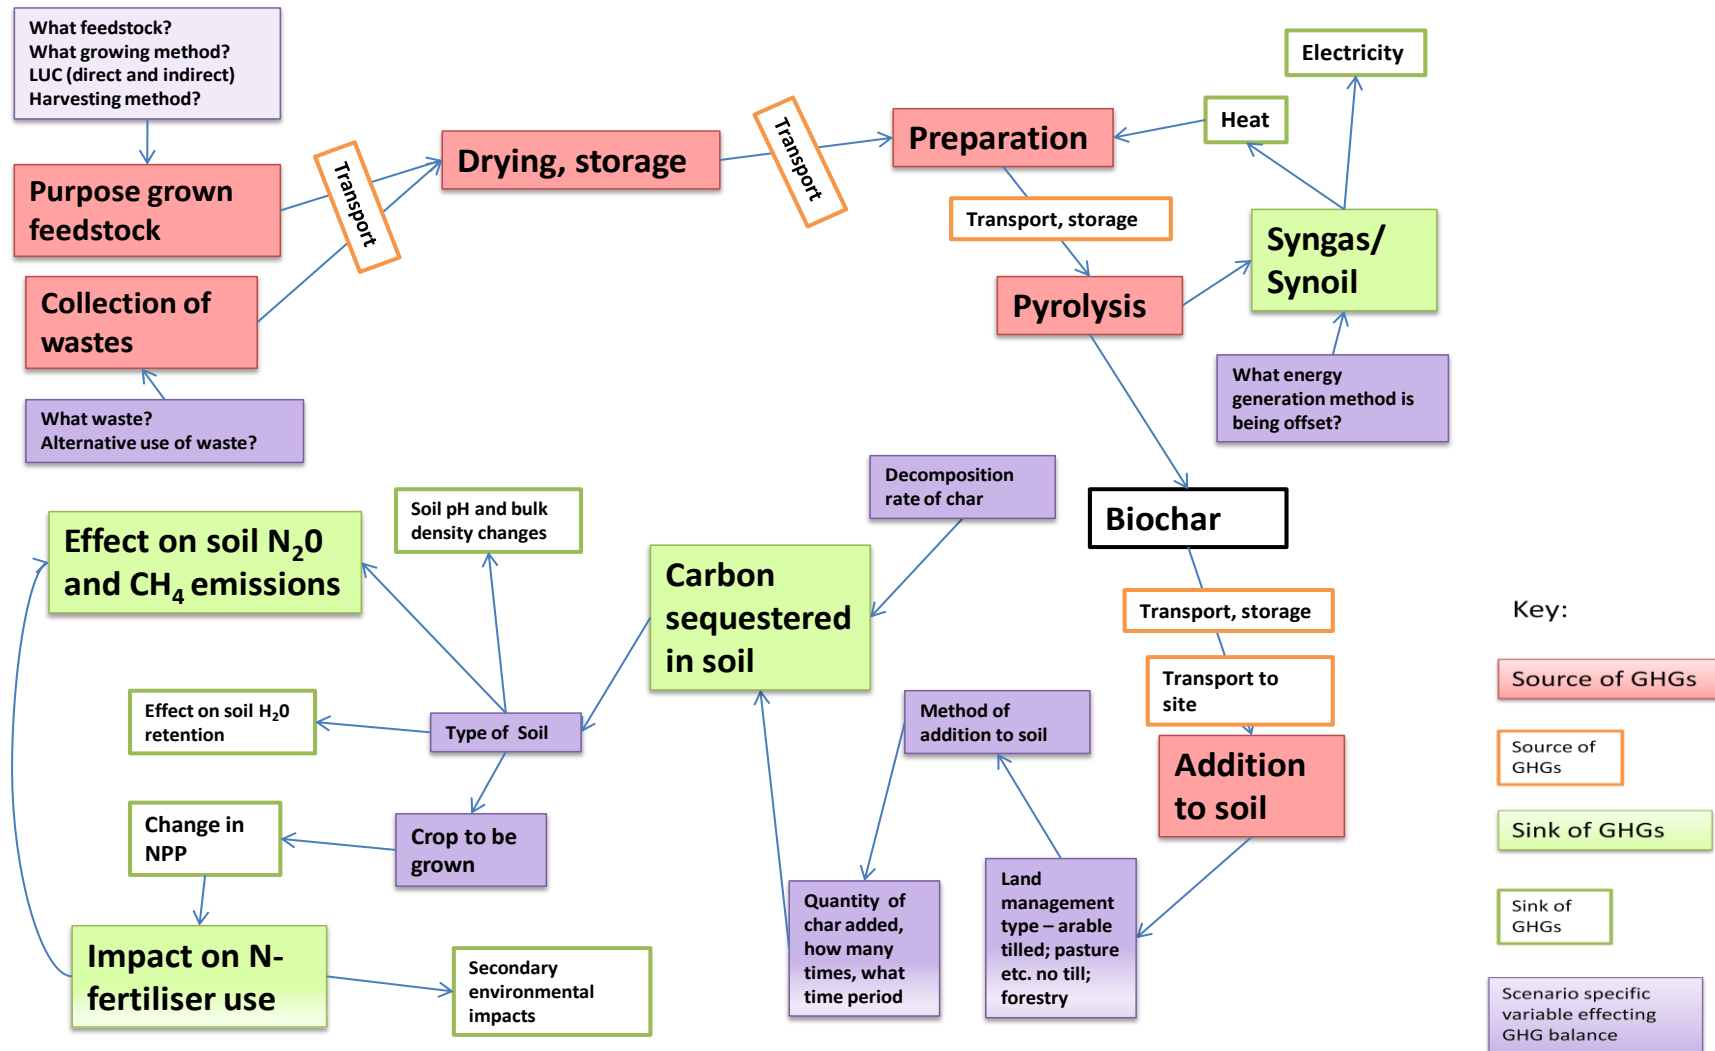 What feedstock?
What growing method?
LUC (direct and indirect)
Harvesting method?
Electricity
Heat
Transport
Transport
Preparation
Drying, storage
Purpose grown
feedstock
Transport, storage
Syngas/
Synoil
Collection of
wastes
Pyrolysis
What waste?
Alternative use of waste?
What energy
generation method is
being offset?
Decomposition
rate of char
Soil pH and bulk
density changes
Biochar
Effect on soil N₂0
and CH₄ emissions
Carbon
sequestered
in soil
Transport, storage
Transport to
site
Effect on soil H₂0
retention
Type of Soil
Method of
addition to soil
Addition
to soil
Change in
NPP
Crop to be
grown
Quantity of
char added,
how many
times, what
time period
Land
management
type – arable
tilled; pasture
etc. no till;
forestry
Impact on N-
fertiliser use
Secondary
environmental
impacts
Key:
Source of GHGs
Source of
GHGs
Sink of GHGs
Sink of
GHGs
Scenario specific
variable effecting
GHG balance